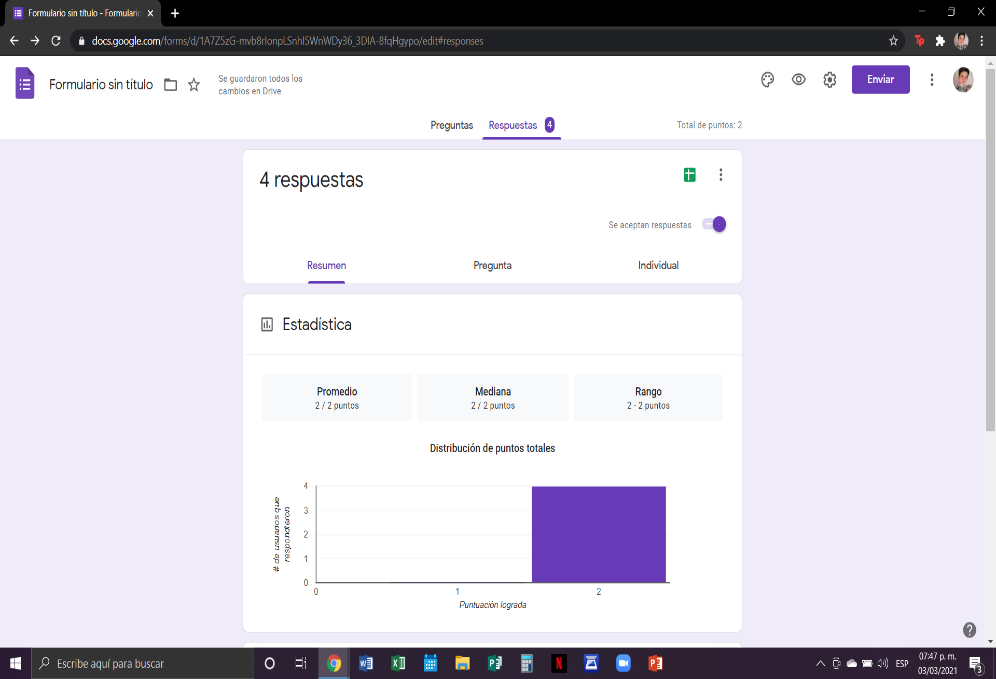 Formulario sin título - Formulario
docs.google.com/forms/d/1A7Z5zG-mvb8rIonpLSnhI5WnWDy36_3DIA-8fqHgypo/edit#responses
Formulario sin título
Se guardaron todos los
cambios en Drive
Enviar
Preguntas
Respuestas 4
Total de puntos: 2
4 respuestas
Se aceptan respuestas
Resumen
Pregunta
Individual
Estadística
Promedio
2 / 2 puntos
Mediana
2 / 2 puntos
Rango
2 - 2 puntos
Distribución de puntos totales
# de usuarios que
respondieron
4
3
2
1
0
0 1 2
Puntuación lograda
Escribe aquí para buscar
ESP
07:47 p. m.
03/03/2021
3